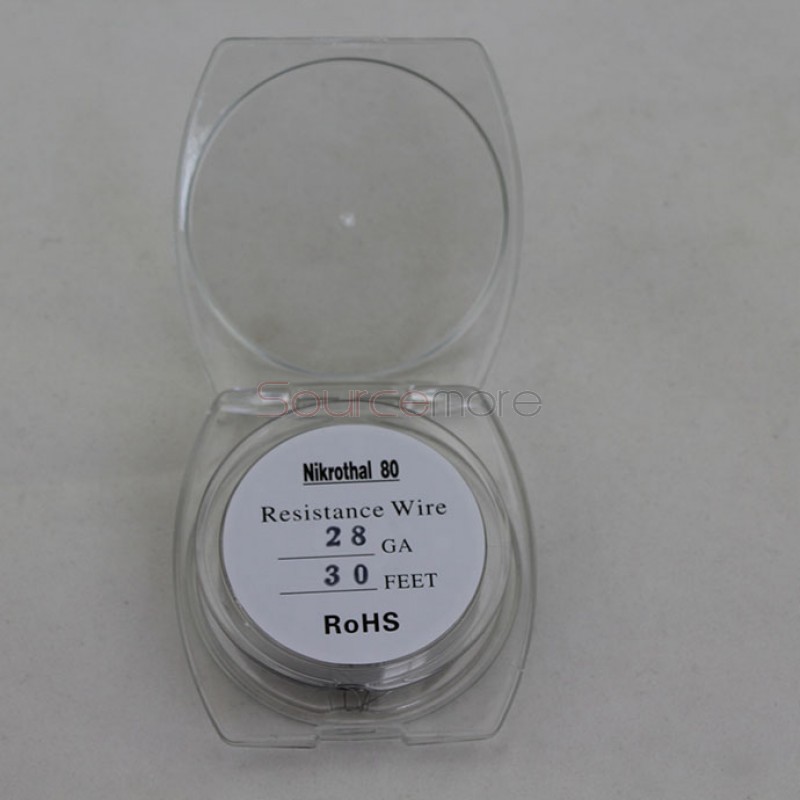 Sourcemore
Nikrothal 80
Resistance Wire
28 GA
30 FEET
RoHS